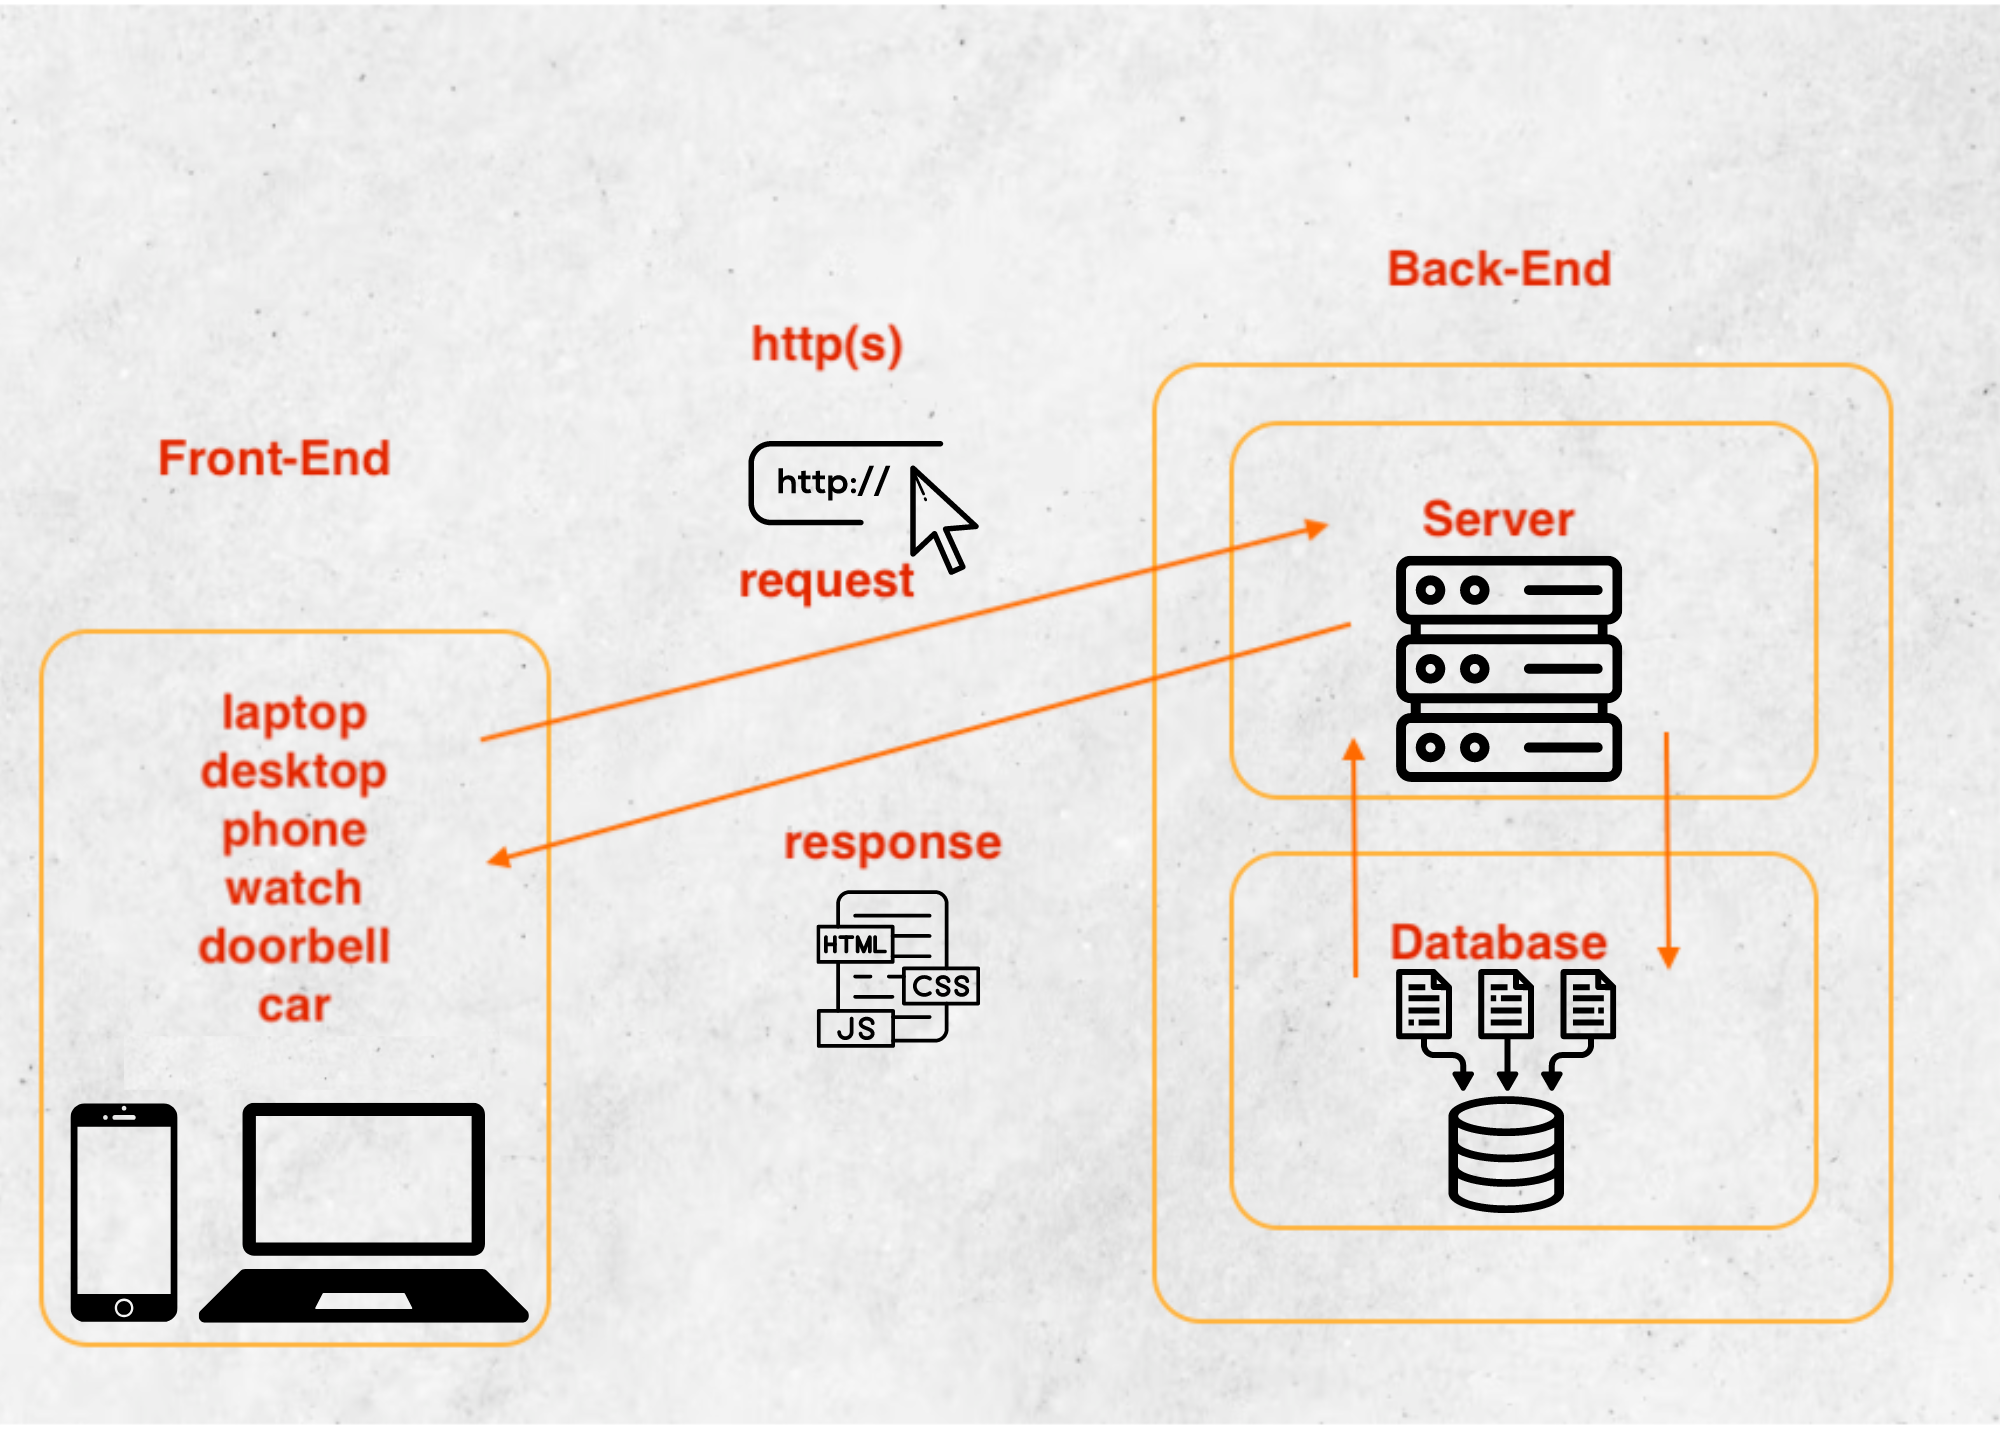 Back-End
http(s)
http://
Front-End
request
Server
laptop
desktop
phone
watch
doorbell
car
response
HTML
CSS
JS
Database